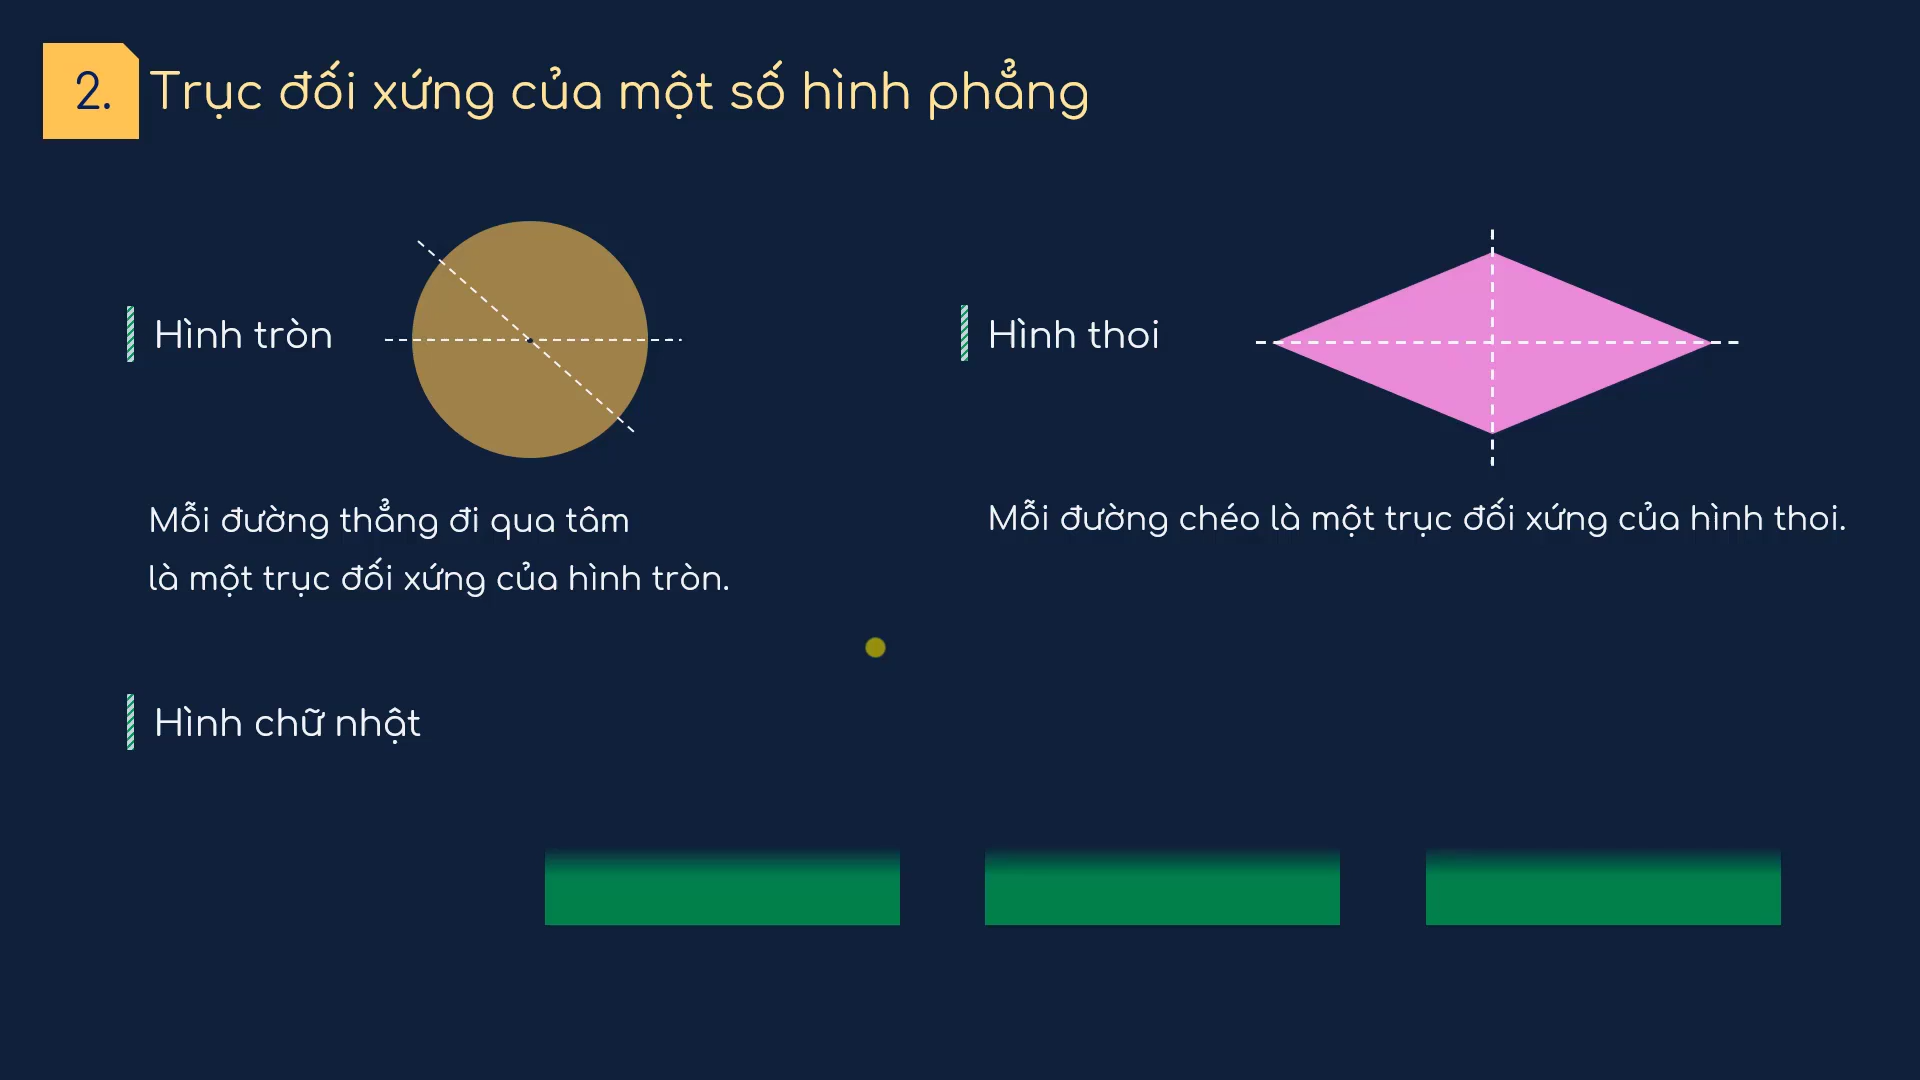 2. Trục đối xứng của một số hình phẳng
Hình tròn
Mỗi đường thẳng đi qua tâm
là một trục đối xứng của hình tròn.
Hình thoi
Mỗi đường chéo là một trục đối xứng của hình thoi.
Hình chữ nhật